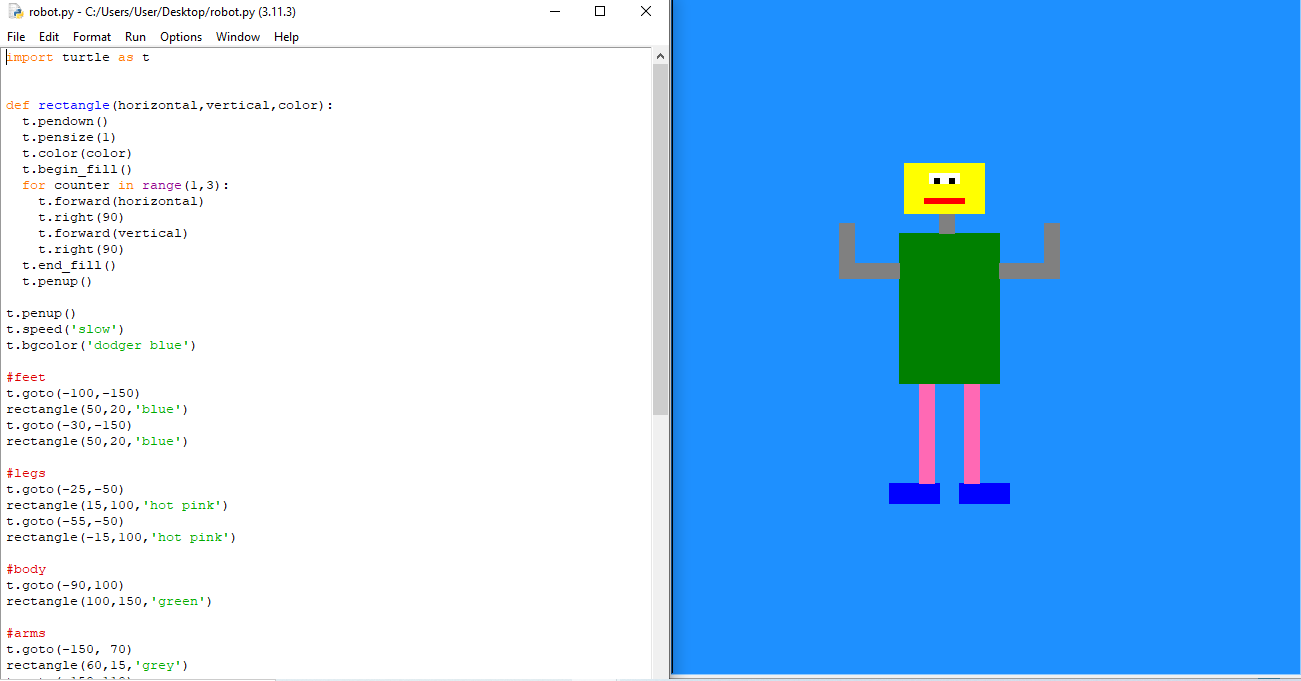 robot.py - C:/Users/User/Desktop/robot.py (3.11.3)
File Edit Format Run Options Window Help
import turtle as t
def rectangle(horizontal,vertical,color):
  t.pendown()
  t.pensize(1)
  t.color(color)
  t.begin_fill()
  for counter in range(1,3):
    t.forward(horizontal)
    t.right(90)
    t.forward(vertical)
    t.right(90)
  t.end_fill()
  t.penup()
t.penup()
t.speed('slow')
t.bgcolor('dodger blue')
#feet
t.goto(-100,-150)
rectangle(50,20,'blue')
t.goto(-30,-150)
rectangle(50,20,'blue')
#legs
t.goto(-25,-50)
rectangle(15,100,'hot pink')
t.goto(-55,-50)
rectangle(-15,100,'hot pink')
#body
t.goto(-90,100)
rectangle(100,150,'green')
#arms
t.goto(-150, 70)
rectangle(60,15,'grey')